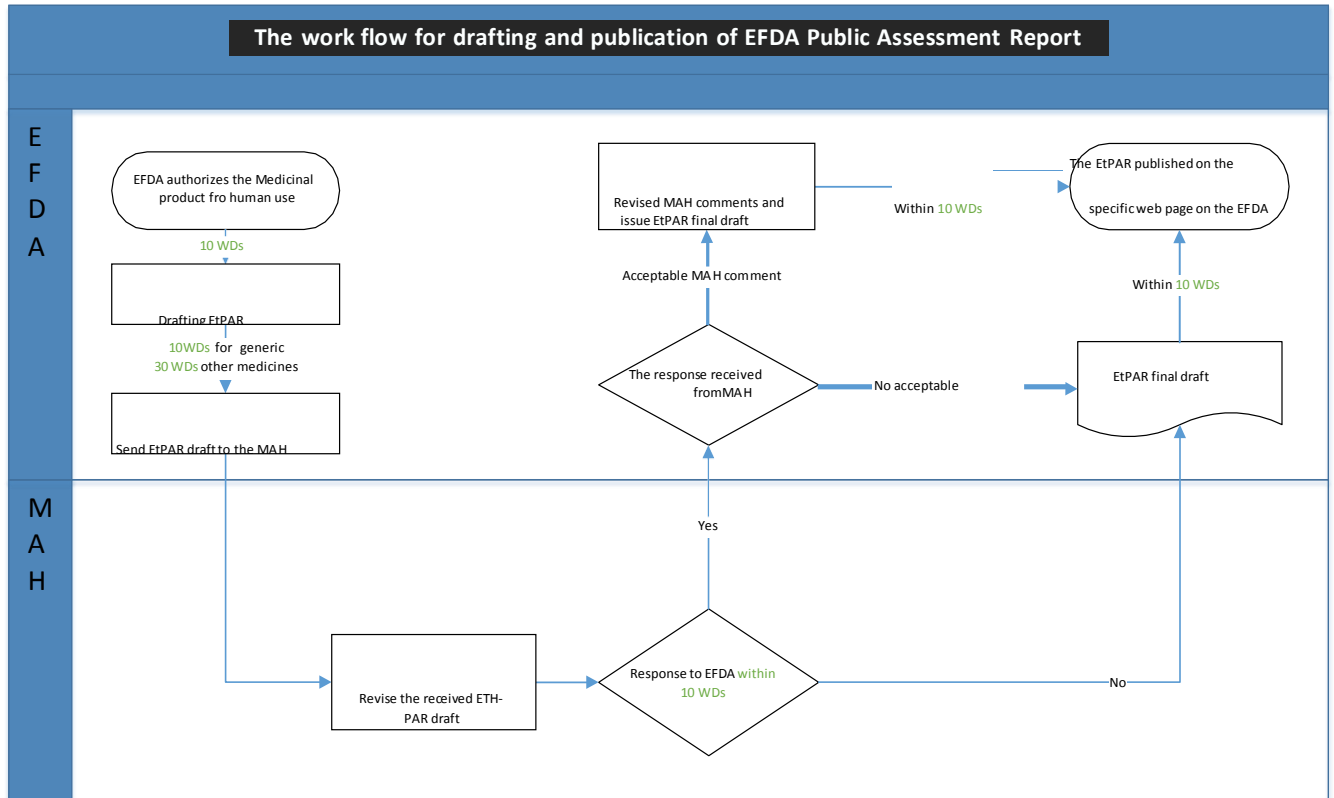 The work flow for drafting and publication of EFDA Public Assessment Report
E
F
D
A
EFDA authorizes the Medicinal
product fro human use
10 WDs
Drafting EtPAR
10WDs for generic
30 WDs other medicines
Send EtPAR draft to the MAH
Revised MAH comments and
issue EtPAR final draft
Within 10 WDs
The EtPAR published on the
specific web page on the EFDA
Acceptable MAH comment
Within 10 WDs
The response received
fromMAH
No acceptable
EtPAR final draft
M
A
H
Yes
Revise the received ETH-
PAR draft
Response to EFDA within
10 WDs
No